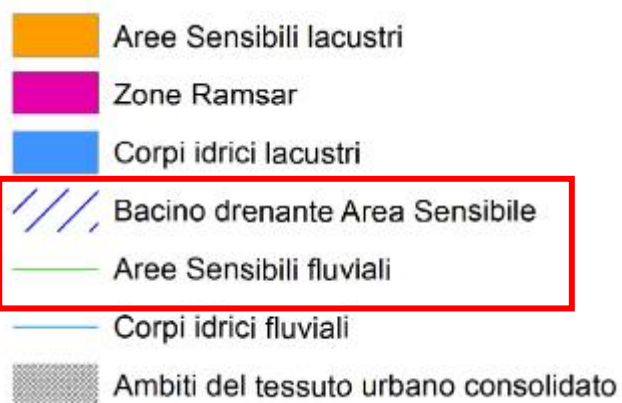 Aree Sensibili lacustri
Zone Ramsar
Corpi idrici lacustri
Bacino drenante Area Sensibile
Aree Sensibili fluviali
Corpi idrici fluviali
Ambiti del tessuto urbano consolidato